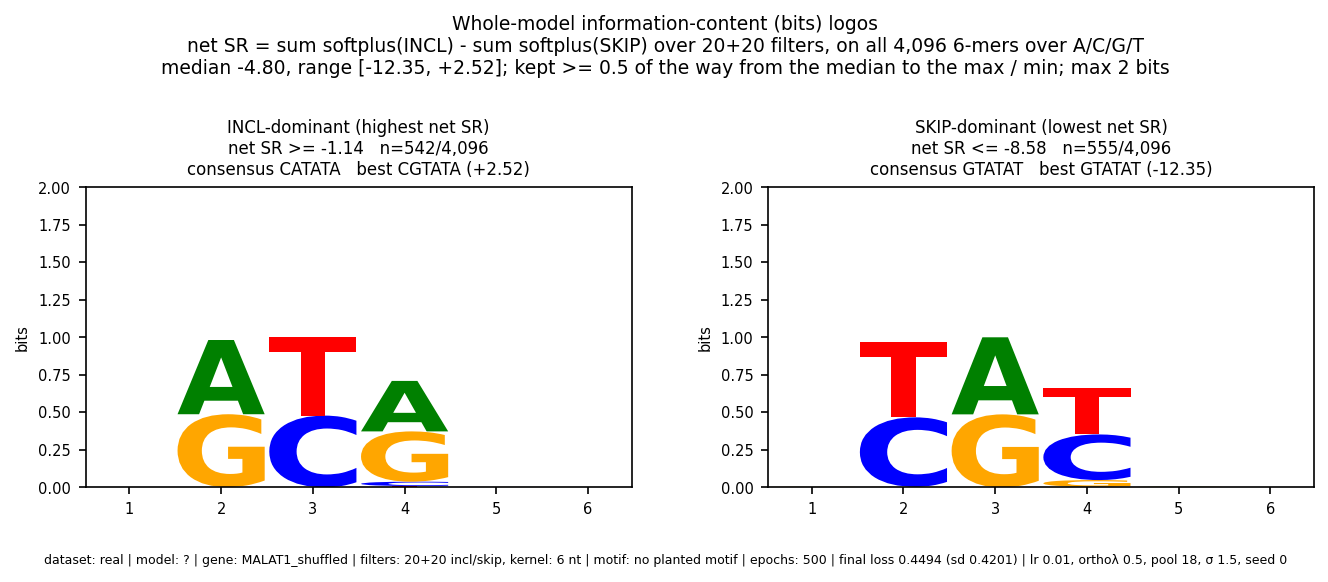 Whole-model information-content (bits) logos
net SR = sum softplus(INCL) - sum softplus(SKIP) over 20+20 filters, on all 4,096 6-mers over A/C/G/T
median -4.80, range [-12.35, +2.52]; kept >= 0.5 of the way from the median to the max / min; max 2 bits
INCL-dominant (highest net SR)
net SR >= -1.14   n=542/4,096
consensus CATATA   best CGTATA (+2.52)
2.00
1.75
1.50
1.25
1.00
0.75
0.50
0.25
0.00
bits
A
G
T
C
A
G
1 2 3 4 5 6
SKIP-dominant (lowest net SR)
net SR <= -8.58   n=555/4,096
consensus GTATAT   best GTATAT (-12.35)
2.00
1.75
1.50
1.25
1.00
0.75
0.50
0.25
0.00
bits
T
C
A
G
T
C
G
1 2 3 4 5 6
dataset: real | model: ? | gene: MALAT1_shuffled | filters: 20+20 incl/skip, kernel: 6 nt | motif: no planted motif | epochs: 500 | final loss 0.4494 (sd 0.4201) | lr 0.01, orthoλ 0.5, pool 18, σ 1.5, seed 0